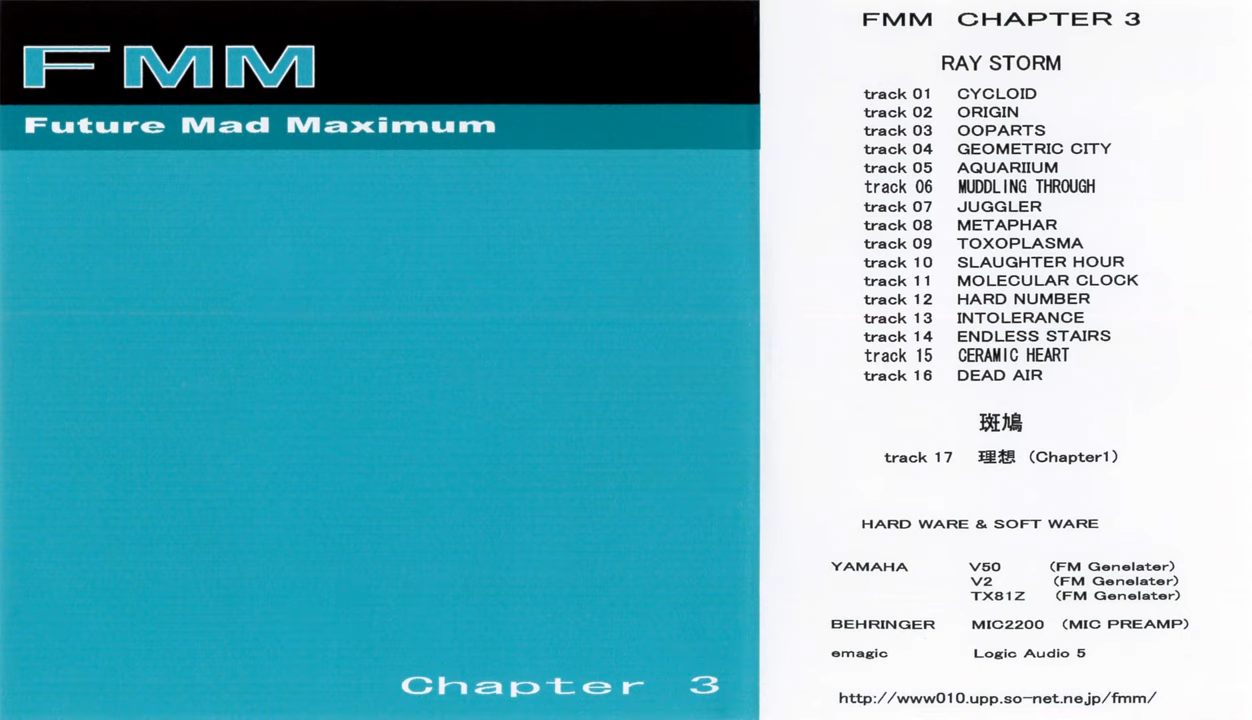 FMM
Future Mad Maximum
Chapter 3
FMM CHAPTER 3
RAY STORM
track 01 CYCLOID
track 02 ORIGIN
track 03 OOPARTS
track 04 GEOMETRIC CITY
track 05 AQUARIIUM
track 06 MUDDLING THROUGH
track 07 JUGGLER
track 08 METAPHAR
track 09 TOXOPLASMA
track 10 SLAUGHTER HOUR
track 11 MOLECULAR CLOCK
track 12 HARD NUMBER
track 13 INTOLERANCE
track 14 ENDLESS STAIRS
track 15 CERAMIC HEART
track 16 DEAD AIR
斑鳩
track 17 理想 (Chapter1)
HARD WARE & SOFT WARE
YAMAHA V50 (FM Genelater)
V2 (FM Genelater)
TX81Z (FM Genelater)
BEHRINGER MIC2200 (MIC PREAMP)
emagic Logic Audio 5
http://www010.upp.so-net.ne.jp/fmm/